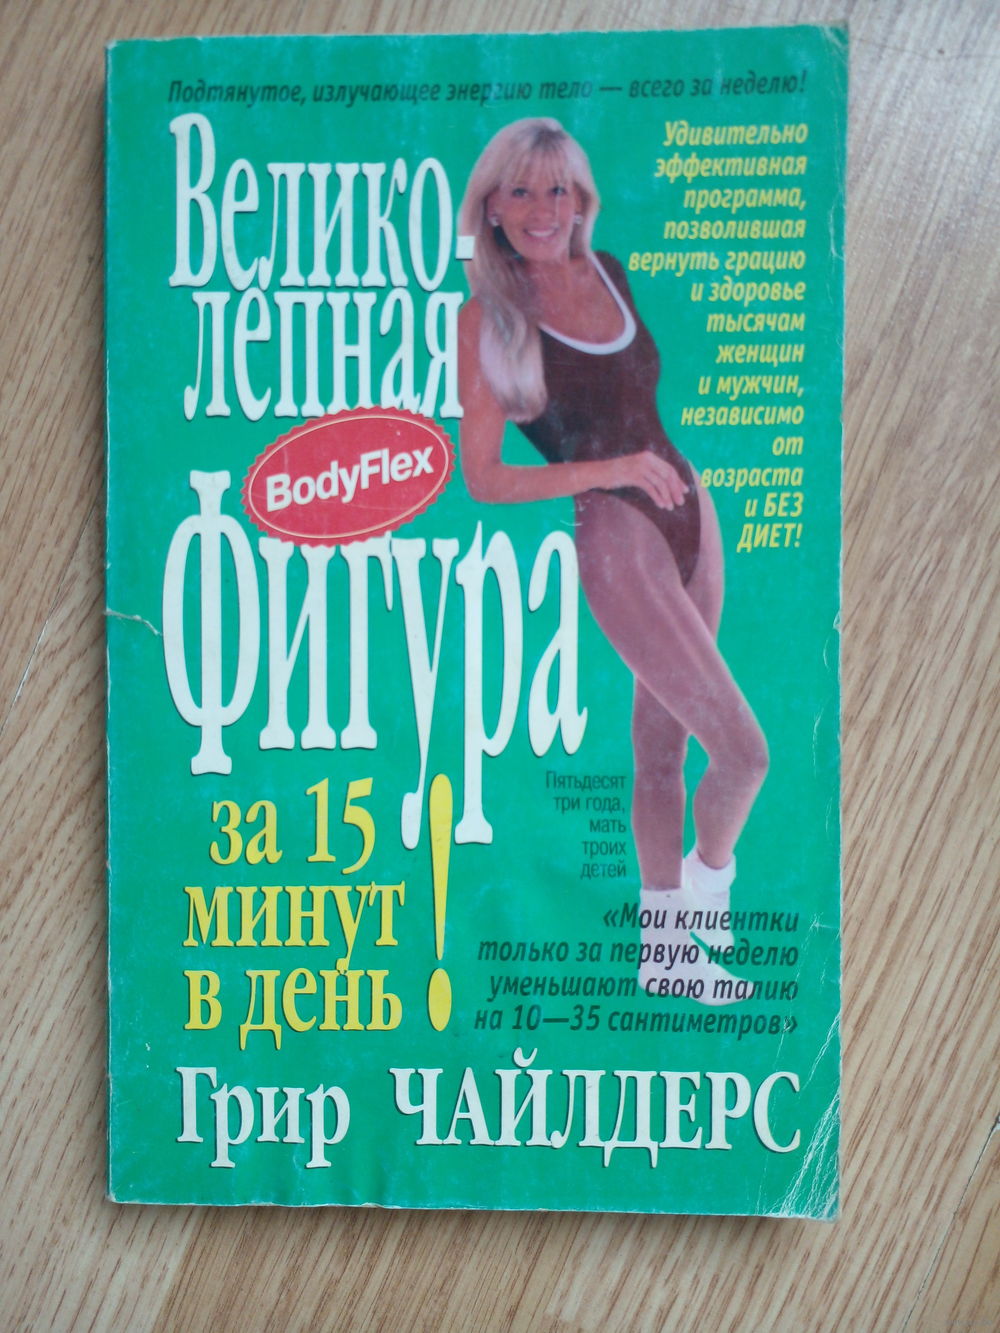 Подтянутое, излучающее энергию тело — всего за неделю!
Велико-
лепная
BodyFlex
Фигура
за 15
минут
в день!
Удивительно
эффективная
программа,
позволившая
вернуть грацию
и здоровье
тысячам
женщин
и мужчин,
независимо
от
возраста
и БЕЗ
ДИЕТ!
Пятьдесят
три года,
мать
троих
детей
«Мои клиентки
только за первую неделю
уменьшают свою талию
на 10—35 сантиметров»
Грир ЧАЙЛДЕРС